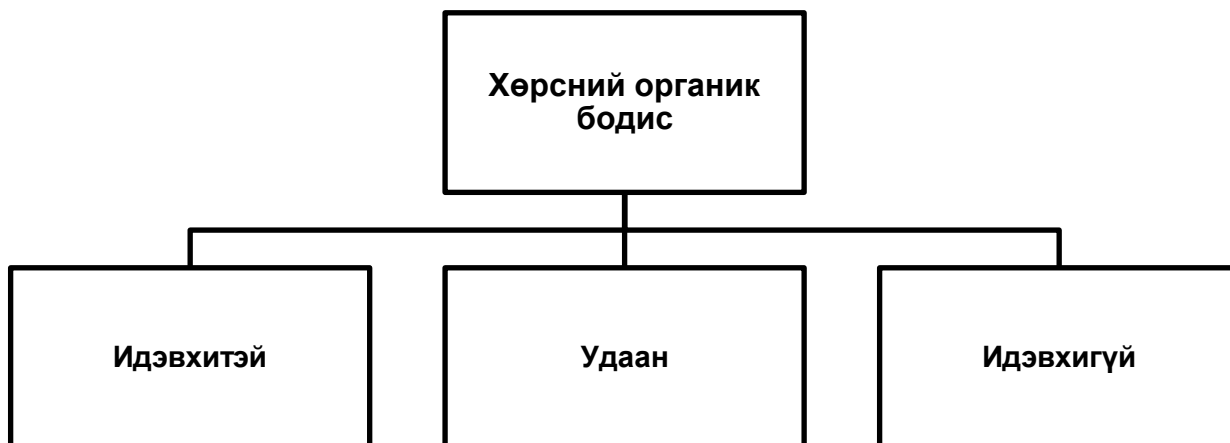 Хөрсний органик
бодис
Идэвхитэй
Удаан
Идэвхигүй